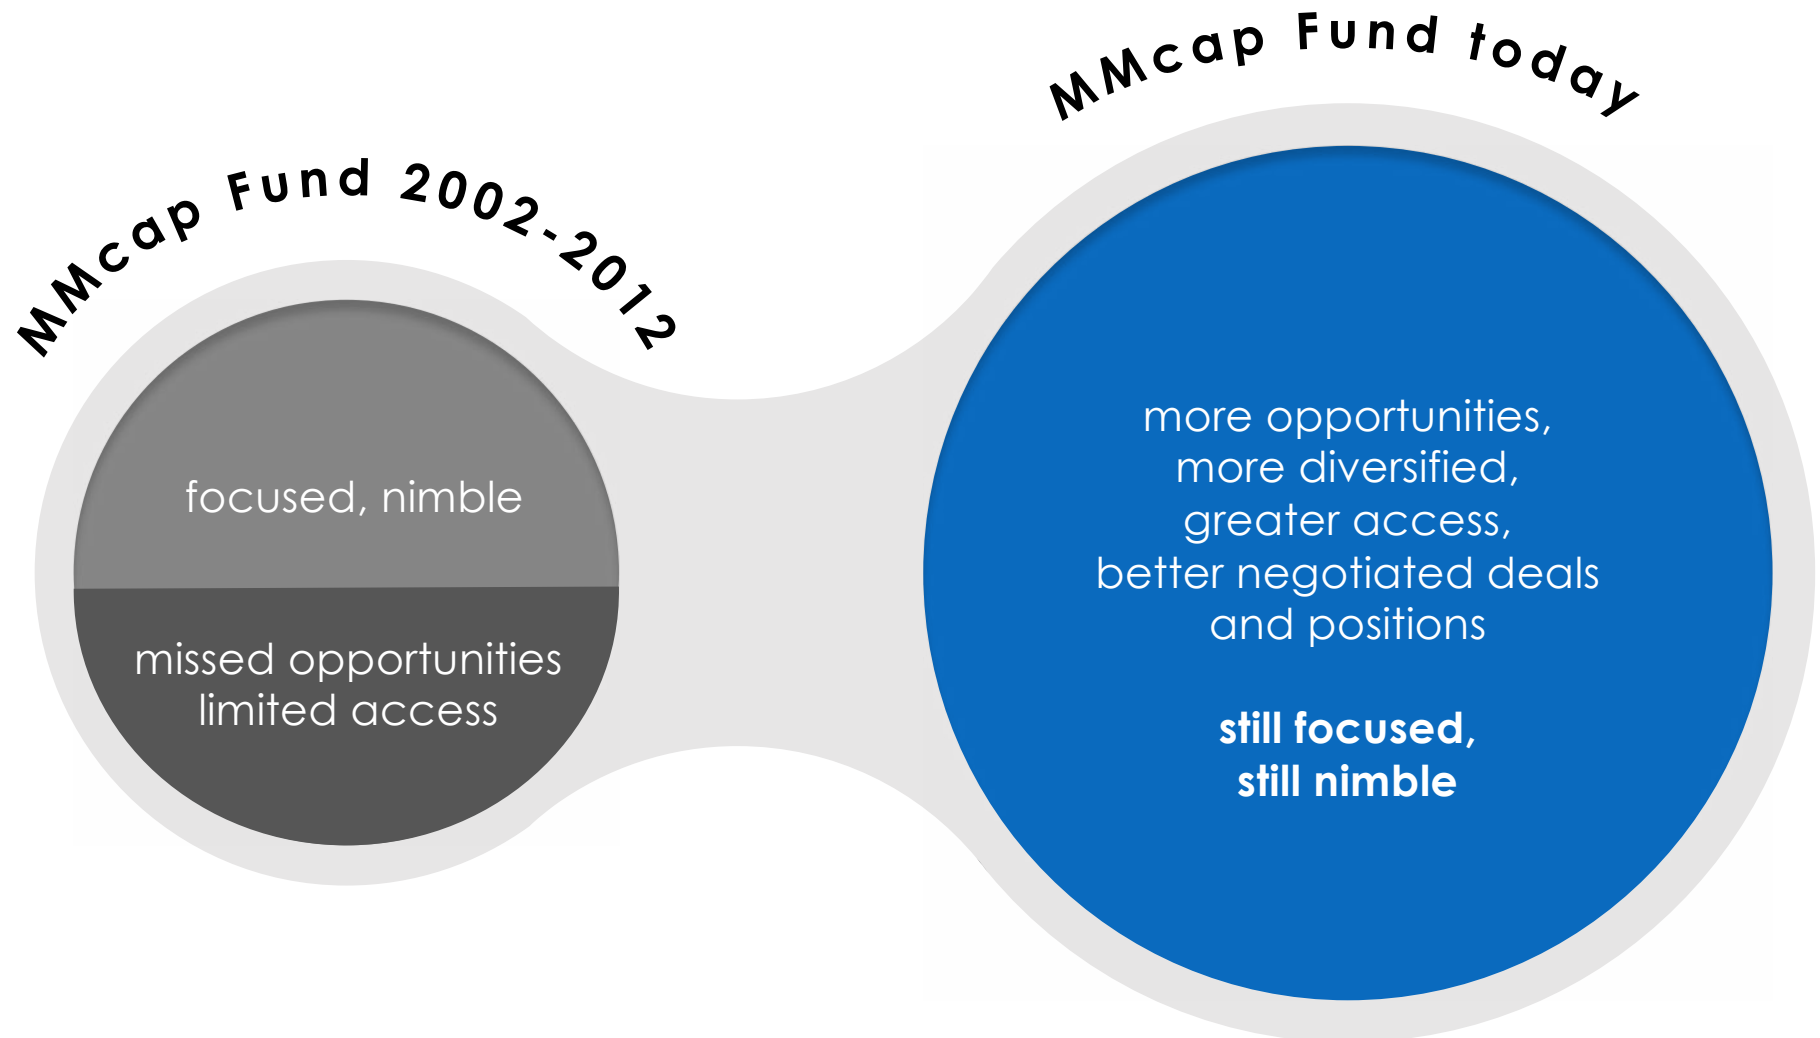 MMcap Fund 2002-2012
focused, nimble
missed opportunities
limited access
MMcap Fund today
more opportunities,
more diversified,
greater access,
better negotiated deals
and positions
still focused,
still nimble